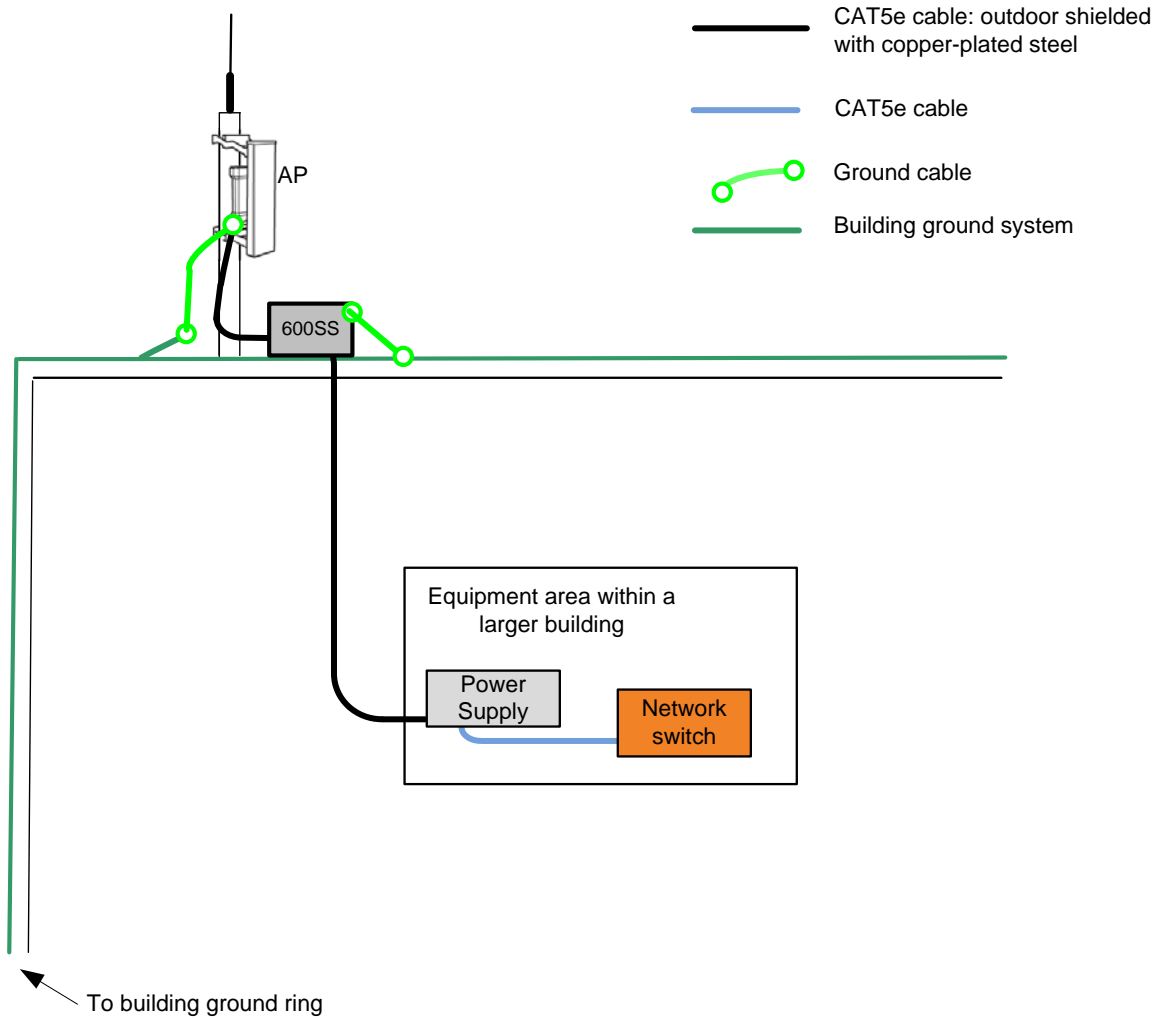 CAT5e cable: outdoor shielded
with copper-plated steel
CAT5e cable
AP
Ground cable
Building ground system
600SS
Equipment area within a
larger building
Power
Supply
Network
switch
To building ground ring